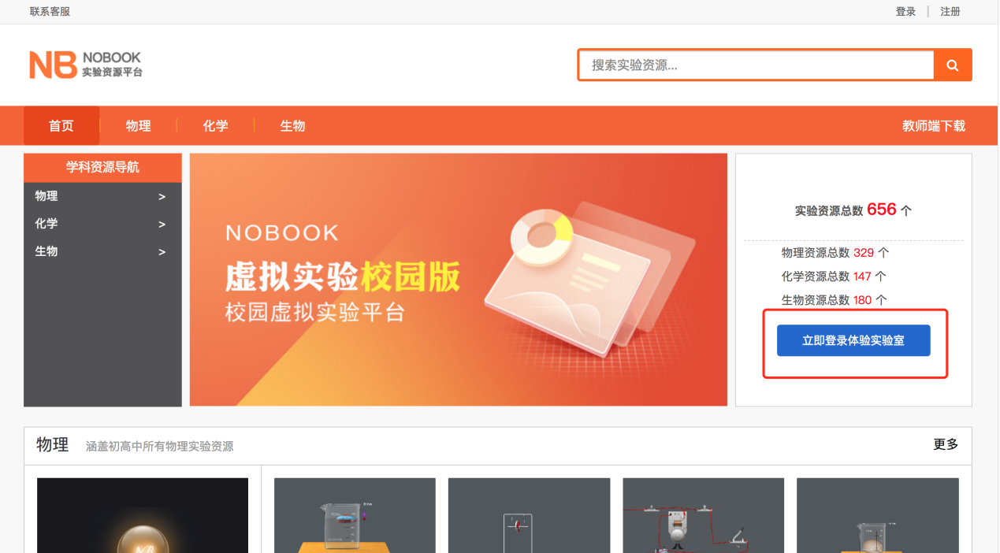 联系客服
登录 | 注册
NB NOBOOK
实验资源平台
搜索实验资源...
首页 物理 化学 生物 教师端下载
学科资源导航
物理 >
化学 >
生物 >
NOBOOK
虚拟实验校园版
校园虚拟实验平台
实验资源总数 656 个
物理资源总数 329 个
化学资源总数 147 个
生物资源总数 180 个
立即登录体验实验室
物理 涵盖初高中所有物理实验资源 更多
NB